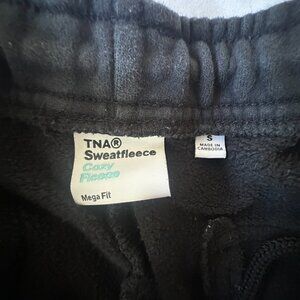 TNA®
Sweatfleece
Cozy
Fleece
Mega Fit
S
MADE IN
CAMBODIA